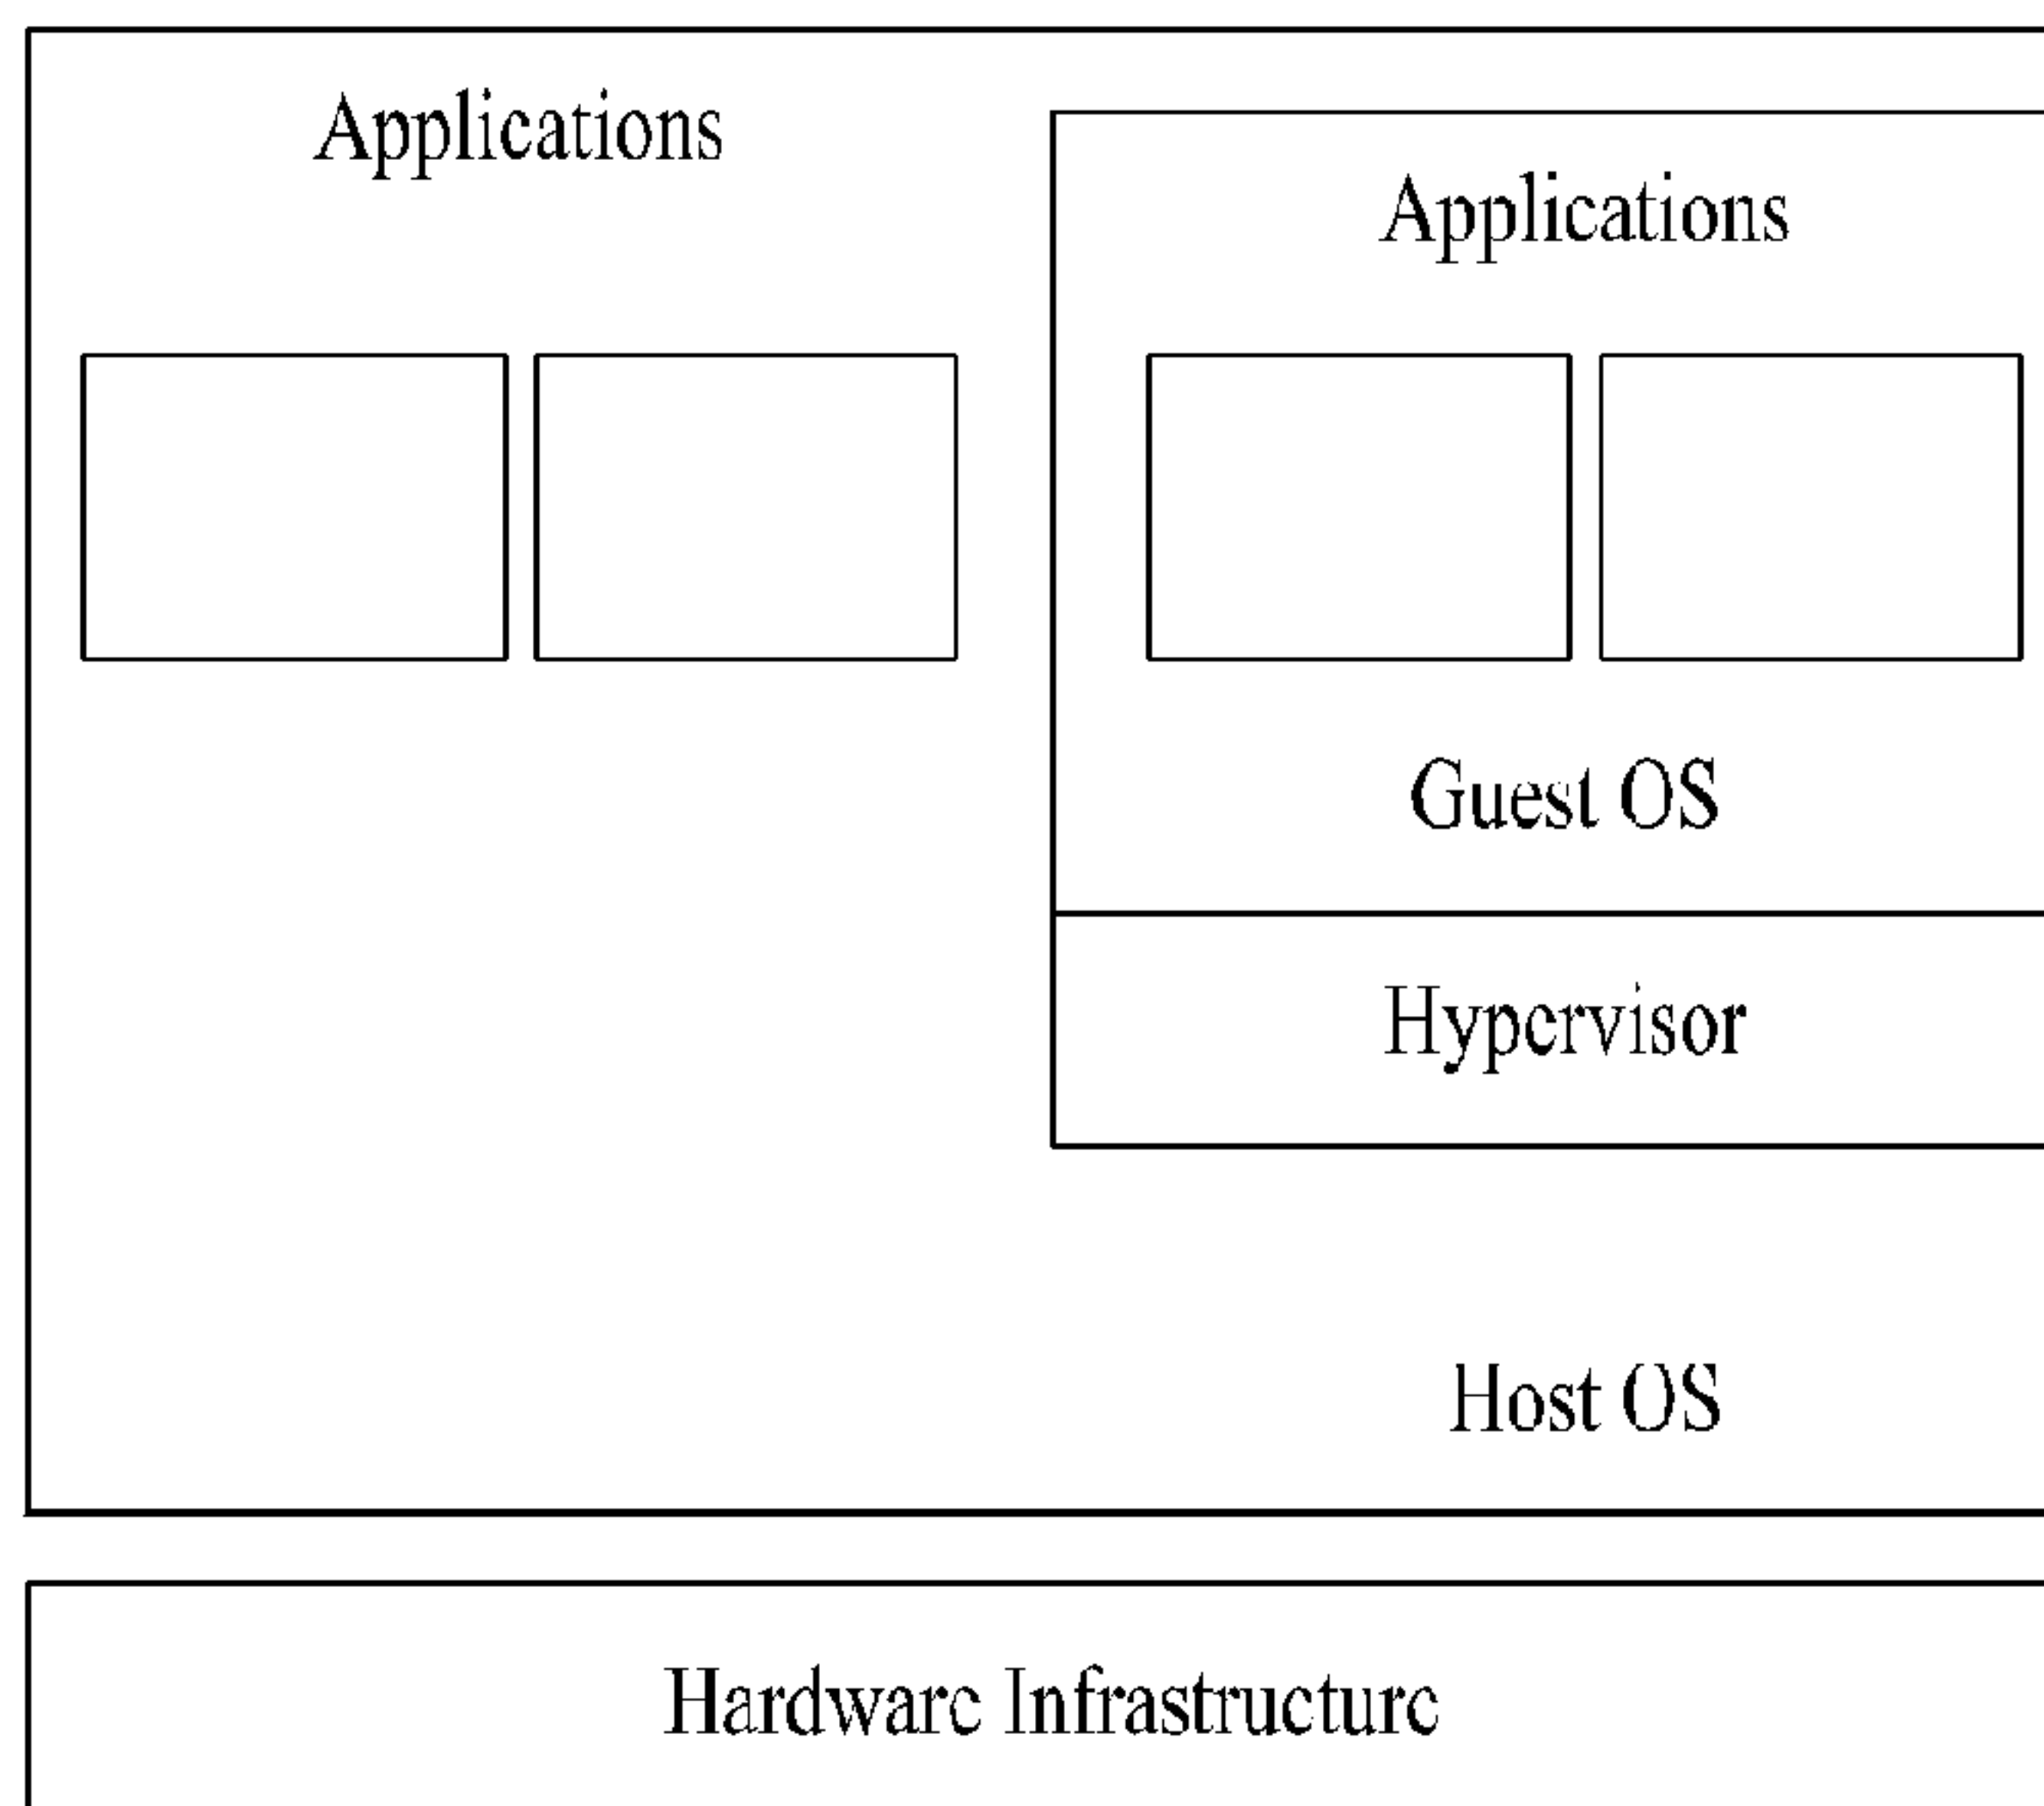 Applications
Applications
Guest OS
Hypervisor
Host OS
Hardware Infrastructure